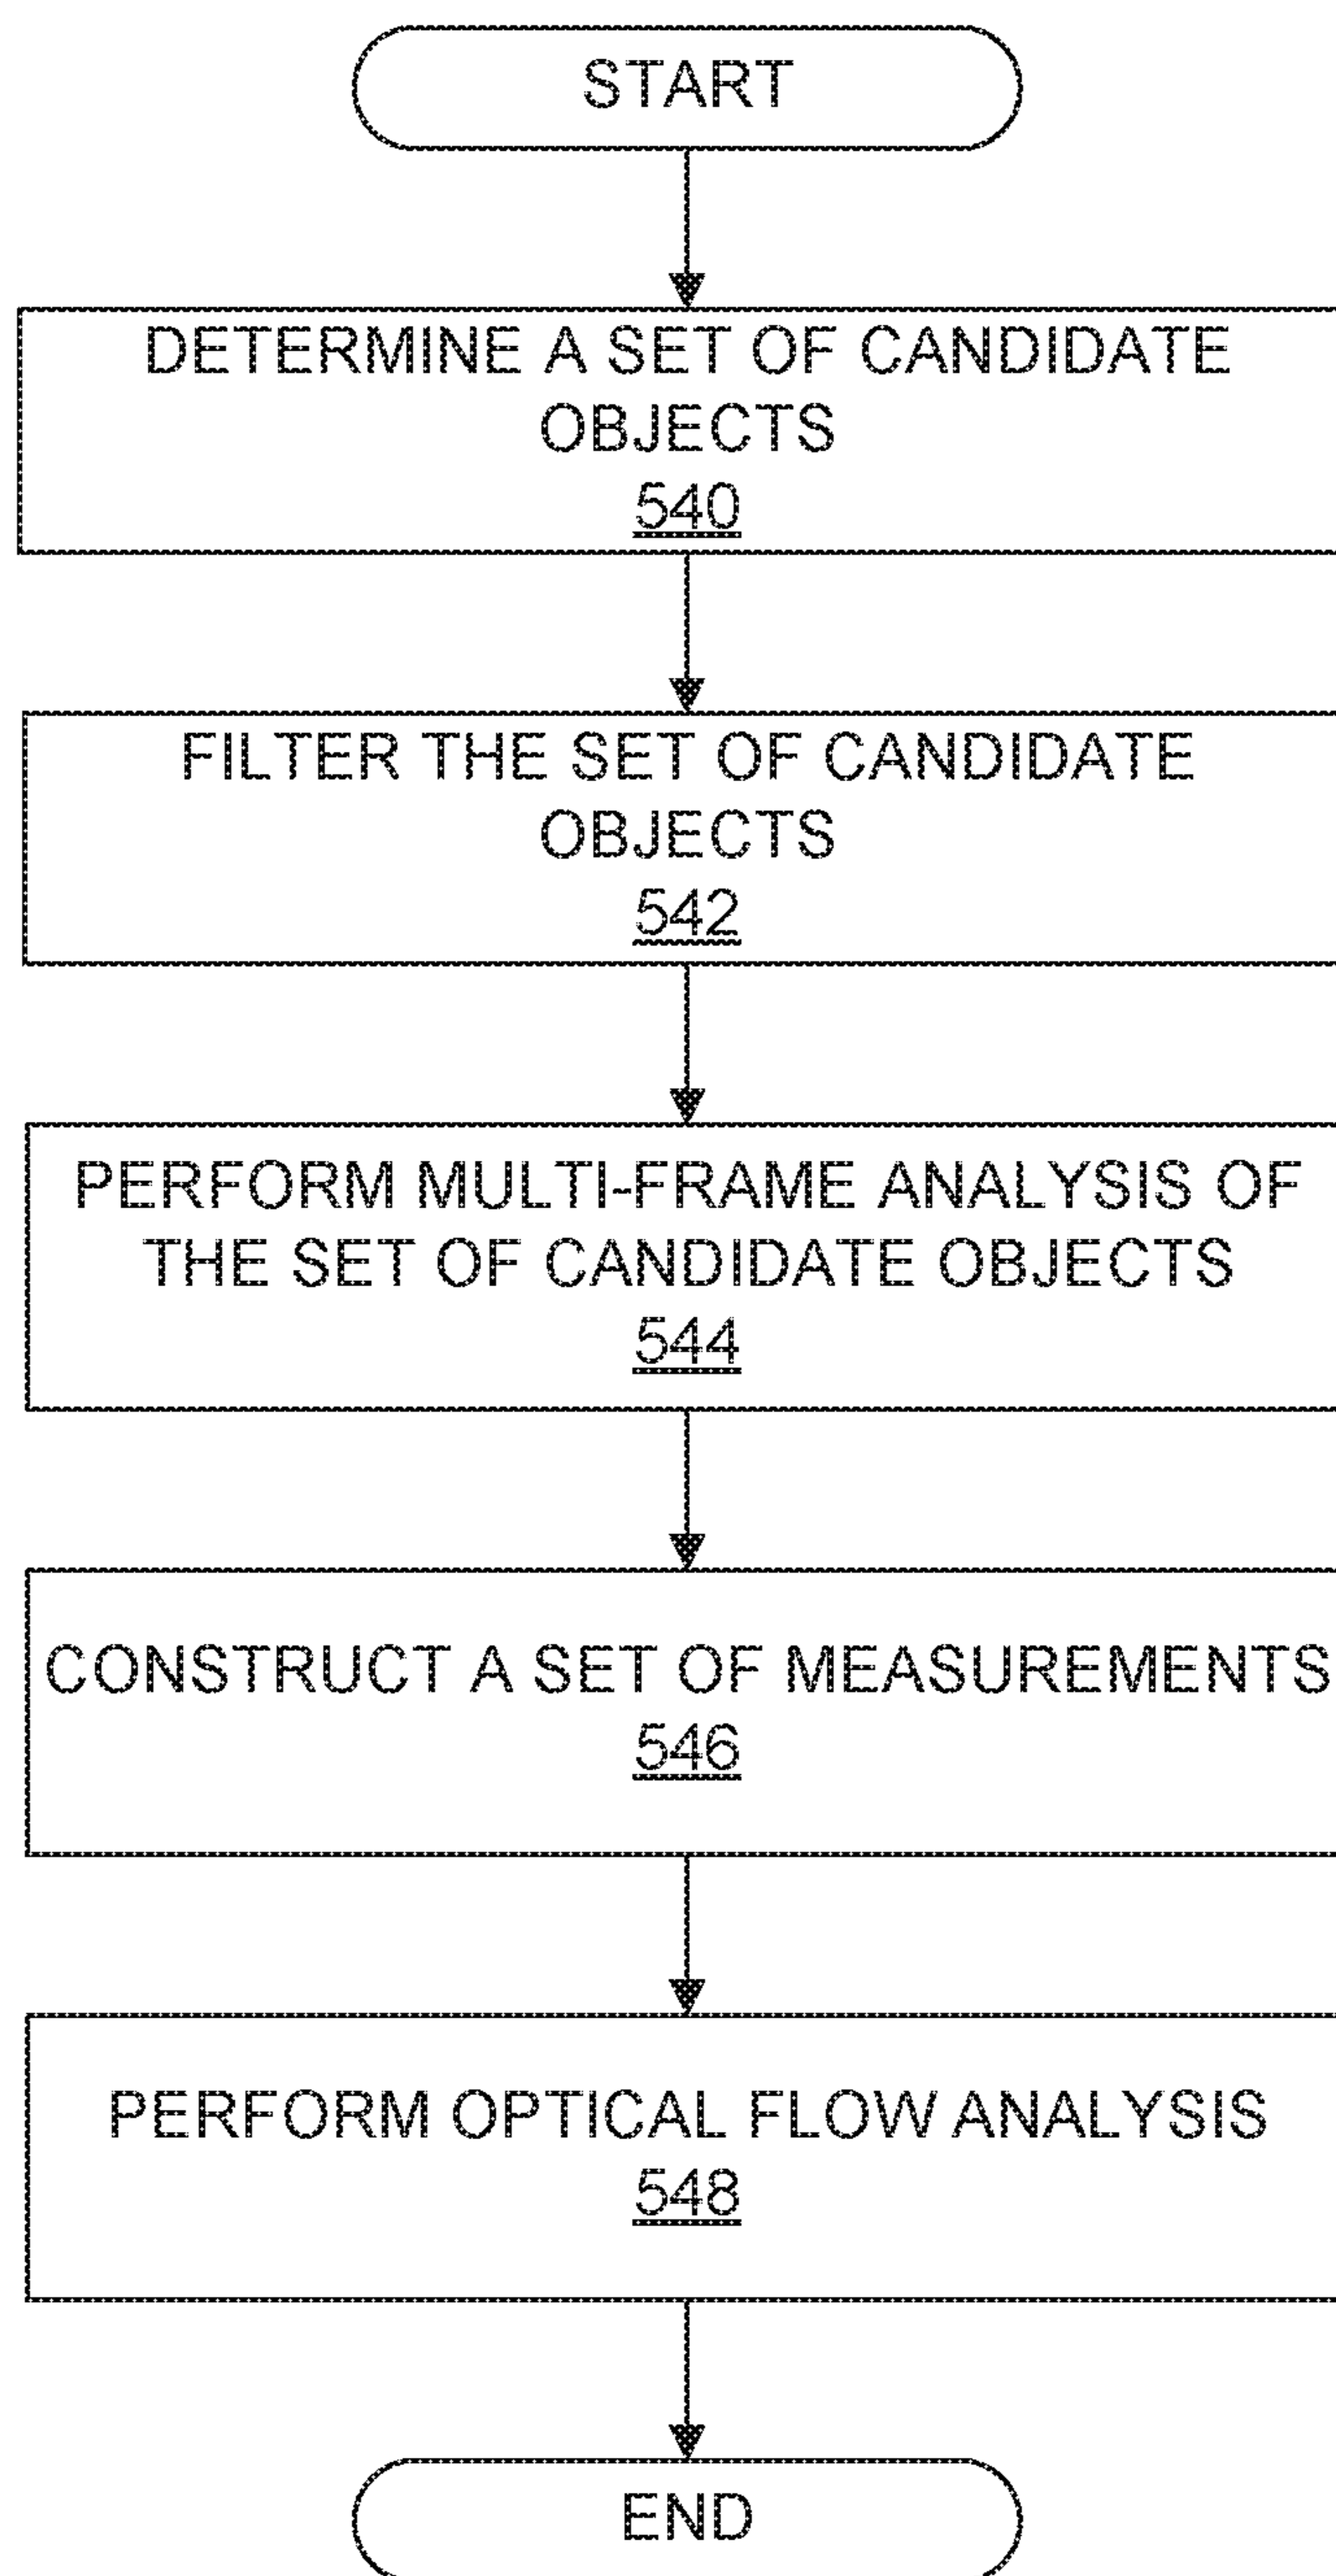 START
DETERMINE A SET OF CANDIDATE
OBJECTS
540
FILTER THE SET OF CANDIDATE
OBJECTS
542
PERFORM MULTI-FRAME ANALYSIS OF
THE SET OF CANDIDATE OBJECTS
544
CONSTRUCT A SET OF MEASUREMENTS
546
PERFORM OPTICAL FLOW ANALYSIS
548
END